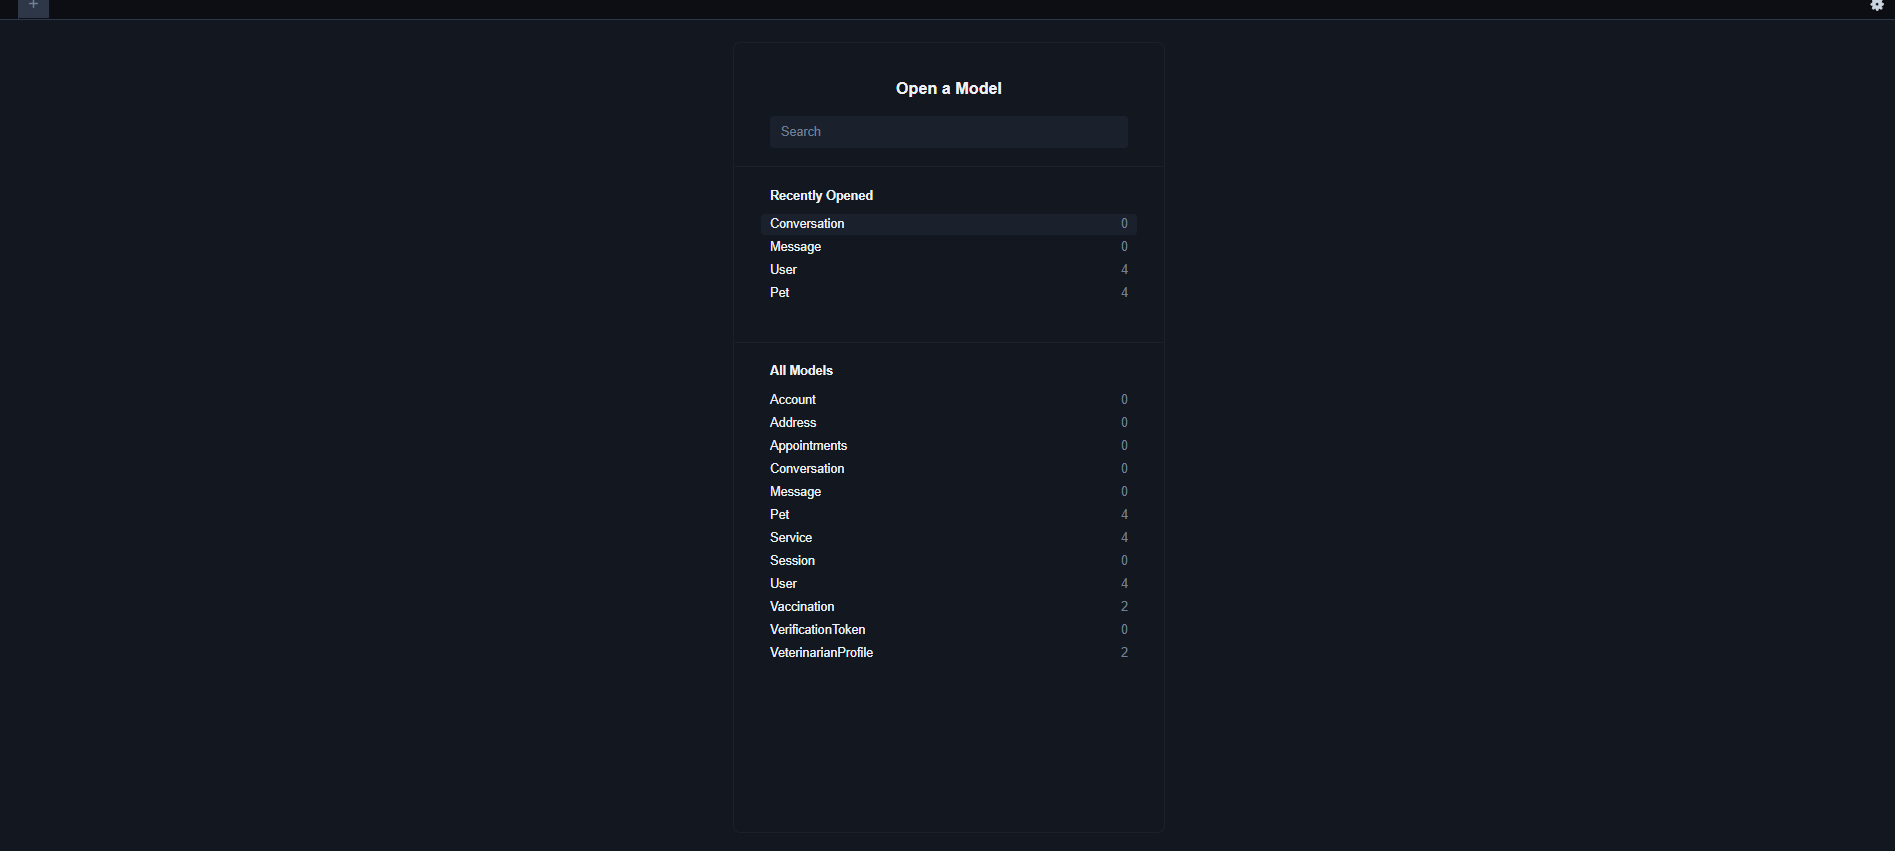 +
Open a Model
Search
Recently Opened
Conversation 0
Message 0
User 4
Pet 4
All Models
Account 0
Address 0
Appointments 0
Conversation 0
Message 0
Pet 4
Service 4
Session 0
User 4
Vaccination 2
VerificationToken 0
VeterinarianProfile 2